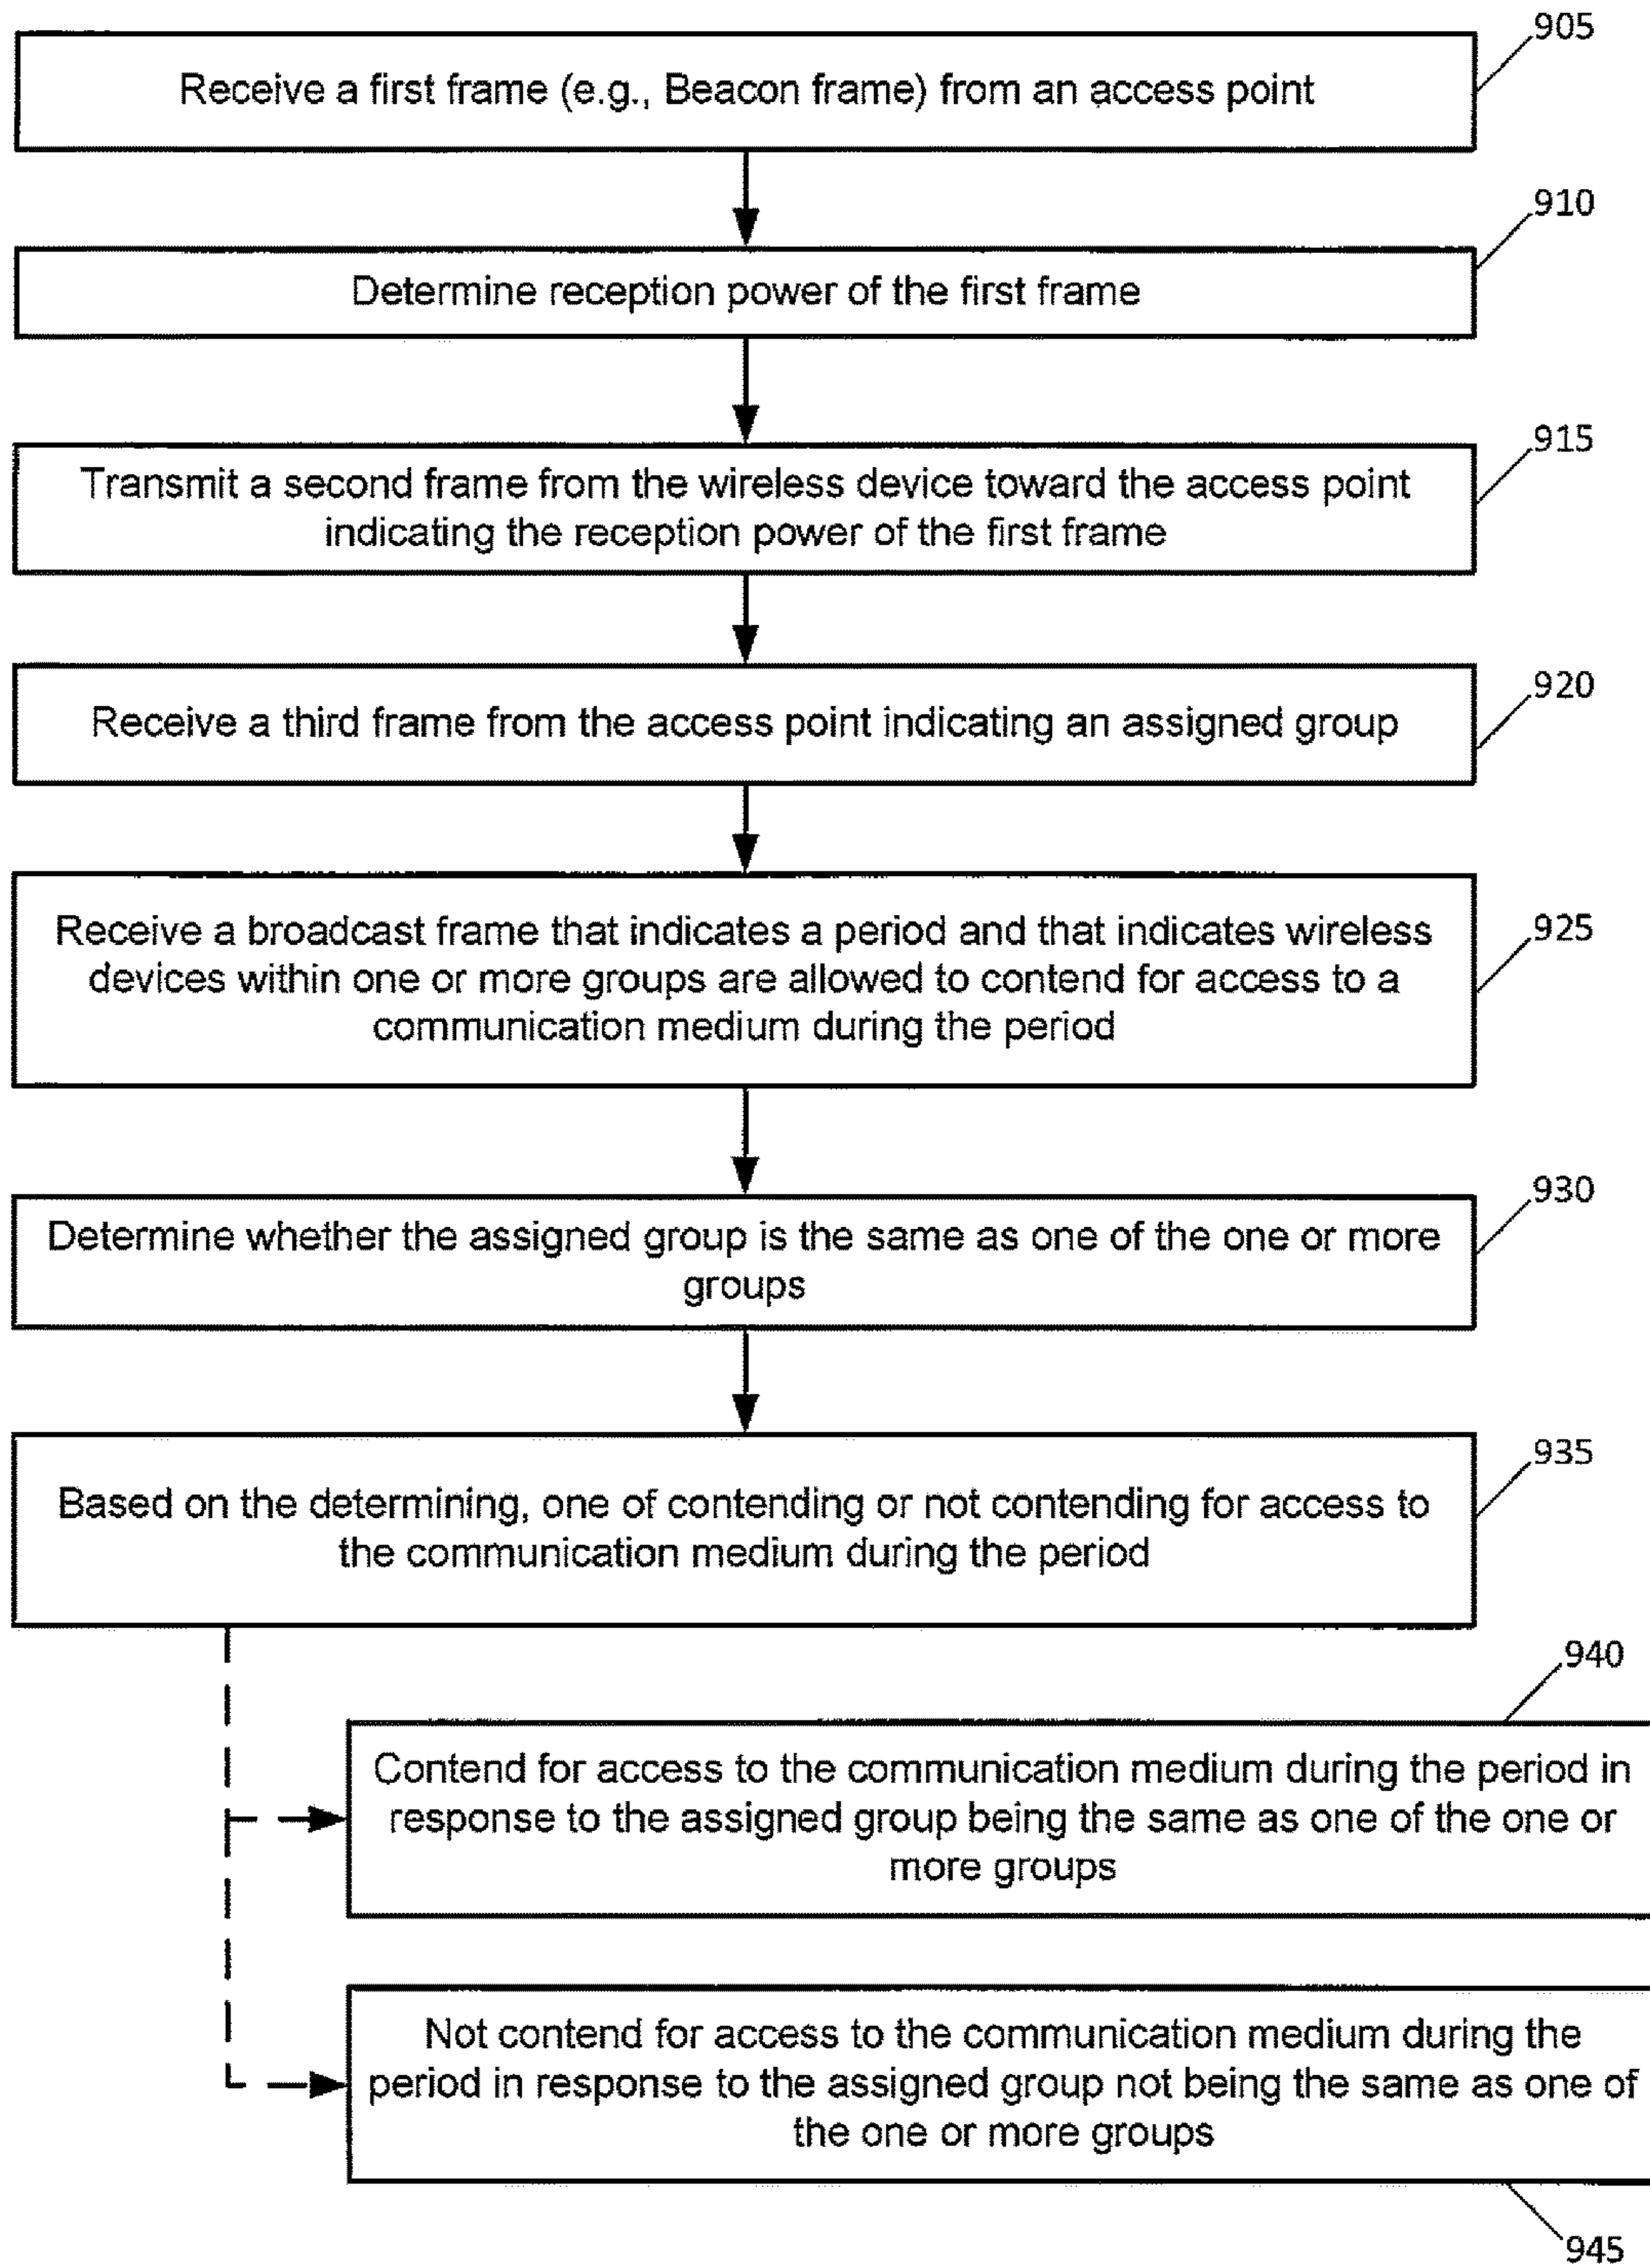 905
Receive a first frame (e.g., Beacon frame) from an access point
910
Determine reception power of the first frame
915
Transmit a second frame from the wireless device toward the access point
indicating the reception power of the first frame
920
Receive a third frame from the access point indicating an assigned group
925
Receive a broadcast frame that indicates a period and that indicates wireless
devices within one or more groups are allowed to contend for access to a
communication medium during the period
930
Determine whether the assigned group is the same as one of the one or more
groups
935
Based on the determining, one of contending or not contending for access to
the communication medium during the period
940
Contend for access to the communication medium during the period in
response to the assigned group being the same as one of the one or
more groups
Not contend for access to the communication medium during the
period in response to the assigned group not being the same as one of
the one or more groups
945